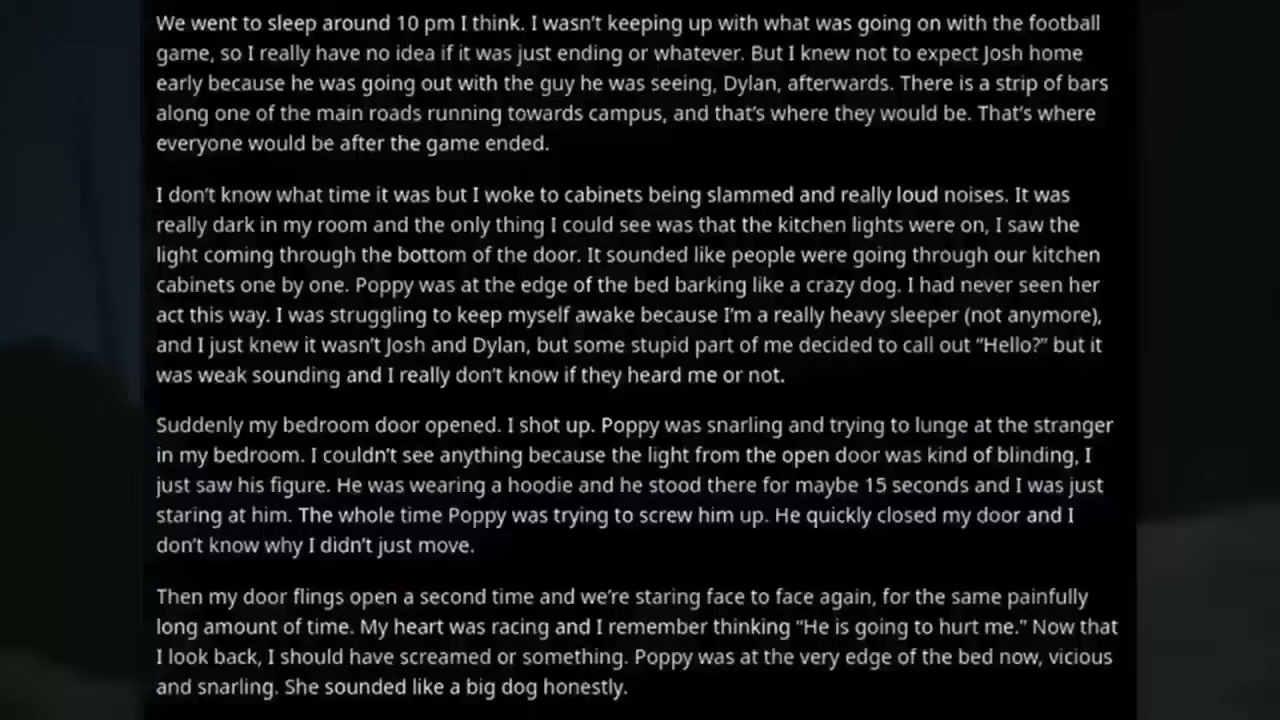 We went to sleep around 10 pm I think. I wasn't keeping up with what was going on with the football
game, so I really have no idea if it was just ending or whatever. But I knew not to expect Josh home
early because he was going out with the guy he was seeing, Dylan, afterwards. There is a strip of bars
along one of the main roads running towards campus, and that's where they would be. That's where
everyone would be after the game ended.
I don't know what time it was but I woke to cabinets being slammed and really loud noises. It was
really dark in my room and the only thing I could see was that the kitchen lights were on, I saw the
light coming through the bottom of the door. It sounded like people were going through our kitchen
cabinets one by one. Poppy was at the edge of the bed barking like a crazy dog. I had never seen her
act this way. I was struggling to keep myself awake because I'm a really heavy sleeper (not anymore),
and I just knew it wasn't Josh and Dylan, but some stupid part of me decided to call out “Hello?” but it
was weak sounding and I really don't know if they heard me or not.
Suddenly my bedroom door opened. I shot up. Poppy was snarling and trying to lunge at the stranger
in my bedroom. I couldn't see anything because the light from the open door was kind of blinding, I
just saw his figure. He was wearing a hoodie and he stood there for maybe 15 seconds and I was just
staring at him. The whole time Poppy was trying to screw him up. He quickly closed my door and I
don't know why I didn't just move.
Then my door flings open a second time and we're staring face to face again, for the same painfully
long amount of time. My heart was racing and I remember thinking “He is going to hurt me.” Now that
I look back, I should have screamed or something. Poppy was at the very edge of the bed now, vicious
and snarling. She sounded like a big dog honestly.